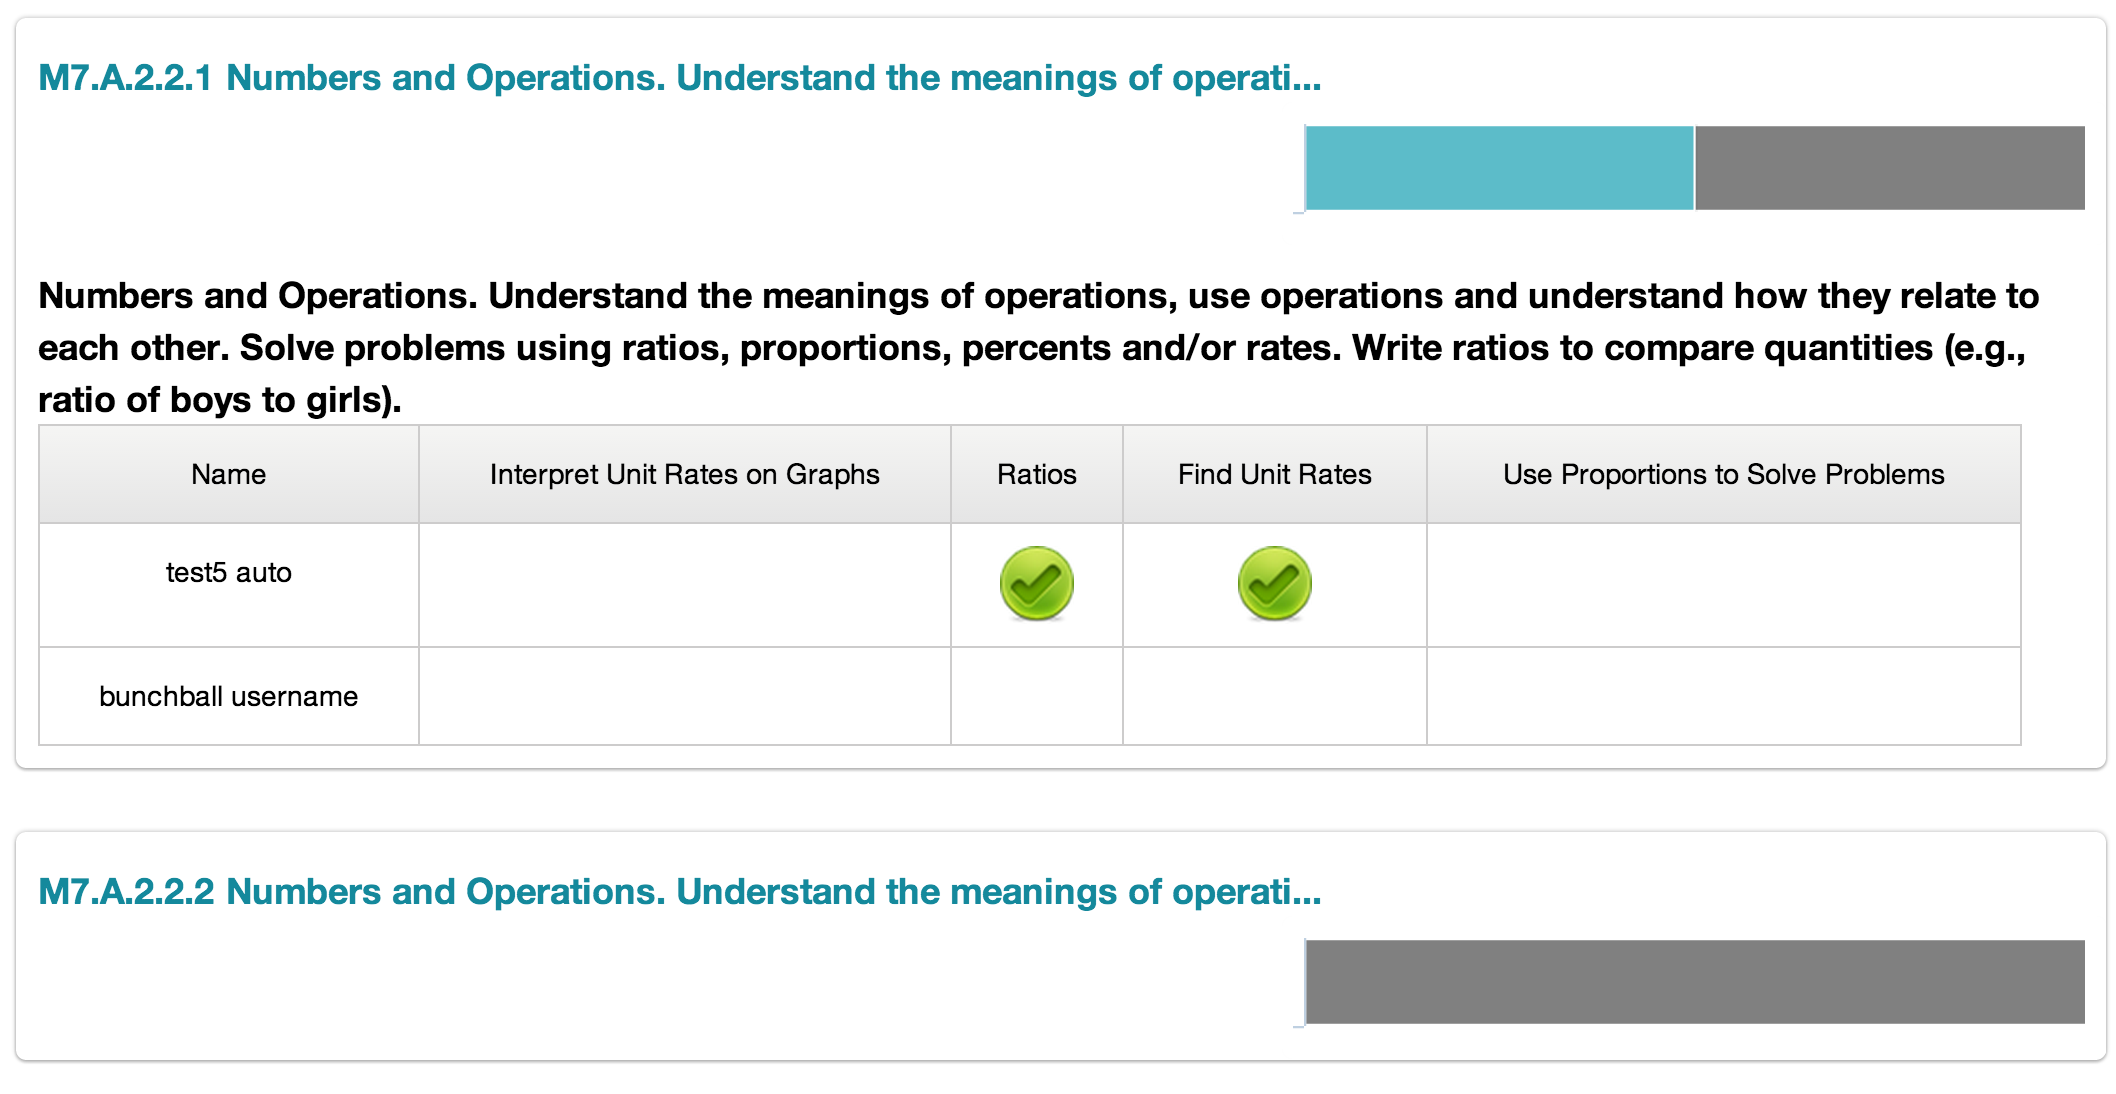 M7.A.2.2.1 Numbers and Operations. Understand the meanings of operati...
Numbers and Operations. Understand the meanings of operations, use operations and understand how they relate to
each other. Solve problems using ratios, proportions, percents and/or rates. Write ratios to compare quantities (e.g.,
ratio of boys to girls).
Name Interpret Unit Rates on Graphs Ratios Find Unit Rates Use Proportions to Solve Problems
test5 auto
bunchball username
M7.A.2.2.2 Numbers and Operations. Understand the meanings of operati...